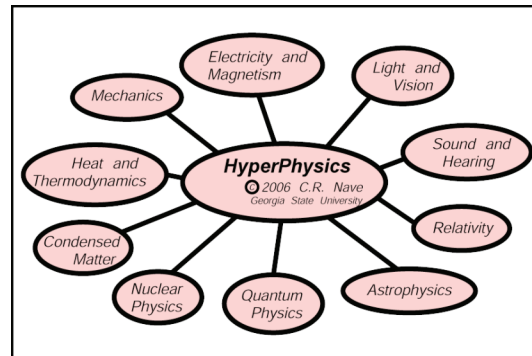 Electricity and
Magnetism
Light and
Vision
Mechanics
Sound and
Hearing
HyperPhysics
© 2006 C.R. Nave
Georgia State University
Heat and
Thermodynamics
Relativity
Condensed
Matter
Nuclear
Physics
Quantum
Physics
Astrophysics